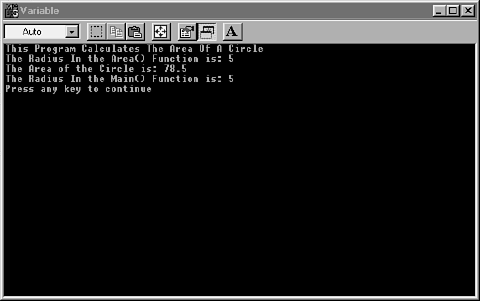 Variable
Auto
A
This Program Calculates The Area Of A Circle
The Radius In the Area() Function is: 5
The Area of the Circle is: 78.5
The Radius In the Main() Function is: 5
Press any key to continue